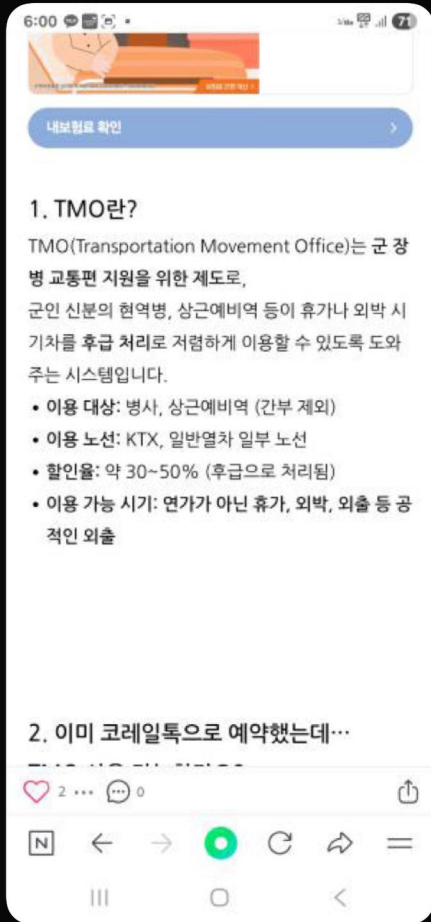 6:00
71
내보험료 확인
1. TMO란?
TMO(Transportation Movement Office)는 군 장
병 교통편 지원을 위한 제도로,
군인 신분의 현역병, 상근예비역 등이 휴가나 외박 시
기차를 후급 처리로 저렴하게 이용할 수 있도록 도와
주는 시스템입니다.
• 이용 대상: 병사, 상근예비역 (간부 제외)
• 이용 노선: KTX, 일반열차 일부 노선
• 할인율: 약 30~50% (후급으로 처리됨)
• 이용 가능 시기: 연가가 아닌 휴가, 외박, 외출 등 공
적인 외출
2. 이미 코레일톡으로 예약했는데…
2 ··· 0
N